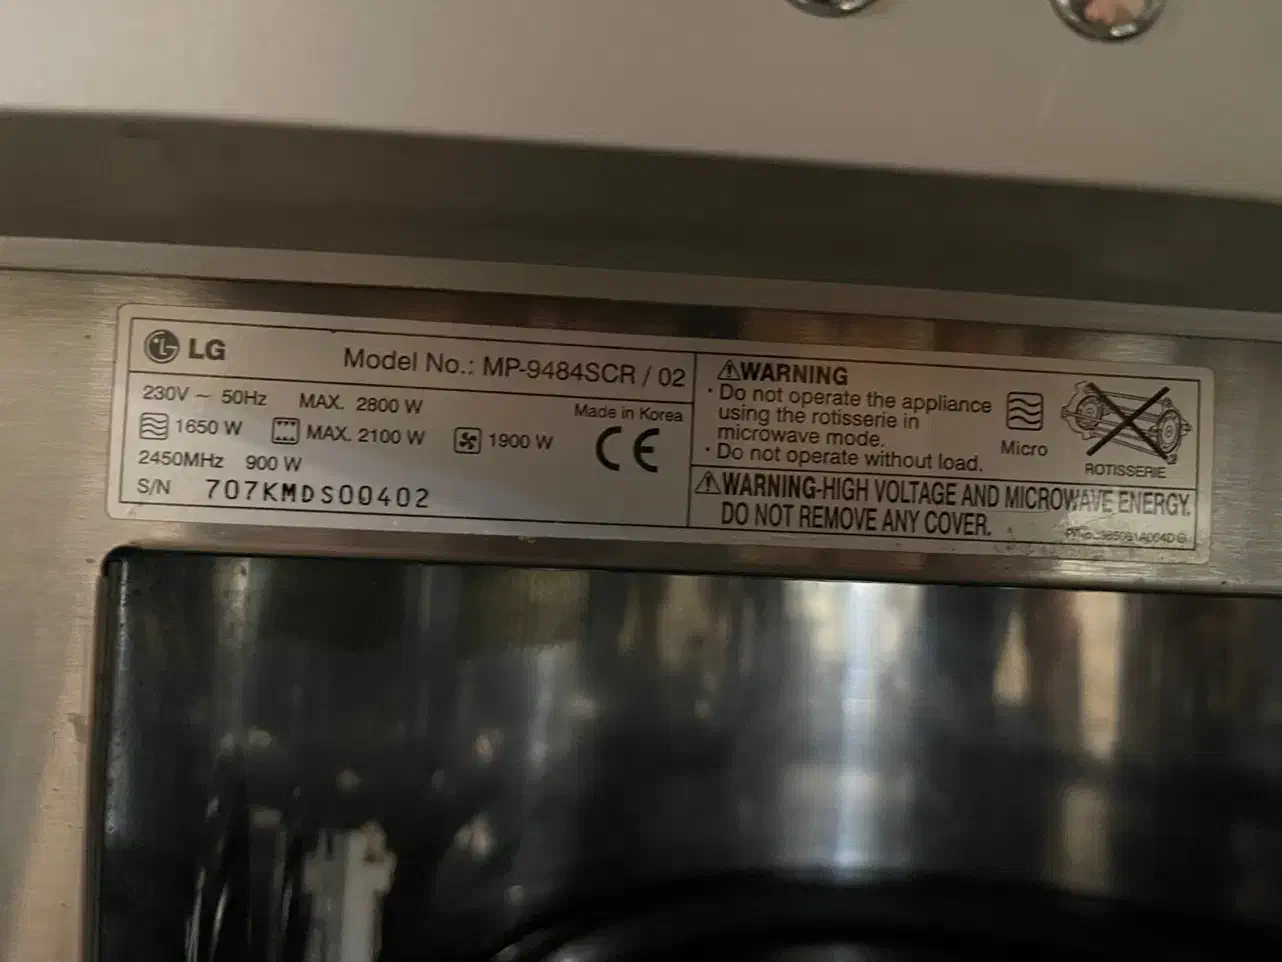 LG
Model No.: MP-9484SCR / 02
230V ~ 50Hz MAX. 2800 W
Made in Korea
1650 W MAX. 2100 W 1900 W
CE
2450MHz 900 W
S/N 707KMDS00402
⚠WARNING
· Do not operate the appliance
using the rotisserie in
microwave mode.
· Do not operate without load.
Micro
ROTISSERIE
⚠WARNING-HIGH VOLTAGE AND MICROWAVE ENERGY.
DO NOT REMOVE ANY COVER.